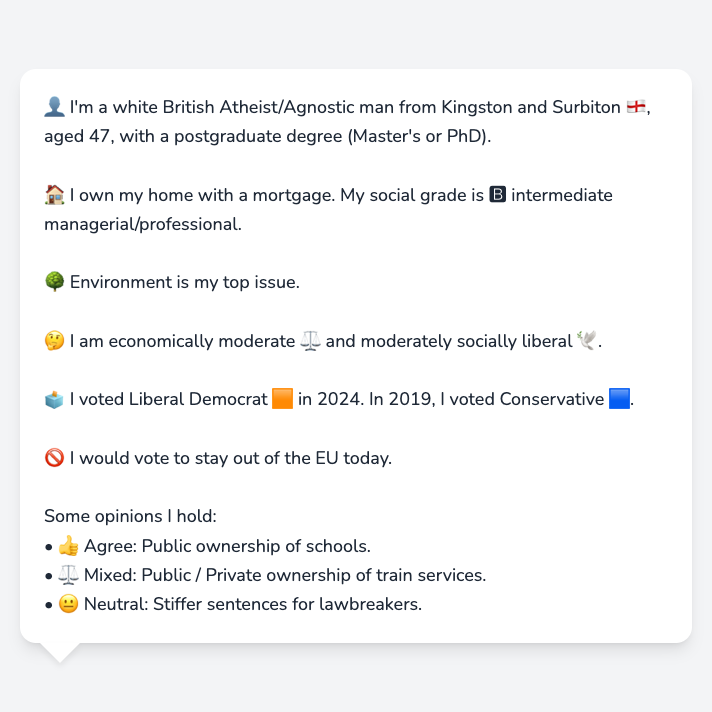 👤 I'm a white British Atheist/Agnostic man from Kingston and Surbiton 🏴󠁧󠁢󠁥󠁮󠁧󠁿,
aged 47, with a postgraduate degree (Master's or PhD).
🏠 I own my home with a mortgage. My social grade is 🅱 intermediate
managerial/professional.
🌳 Environment is my top issue.
🤔 I am economically moderate ⚖️ and moderately socially liberal 🕊️.
🗳️ I voted Liberal Democrat 🟧 in 2024. In 2019, I voted Conservative 🟦.
🚫 I would vote to stay out of the EU today.
Some opinions I hold:
• 👍 Agree: Public ownership of schools.
• ⚖️ Mixed: Public / Private ownership of train services.
• 😐 Neutral: Stiffer sentences for lawbreakers.